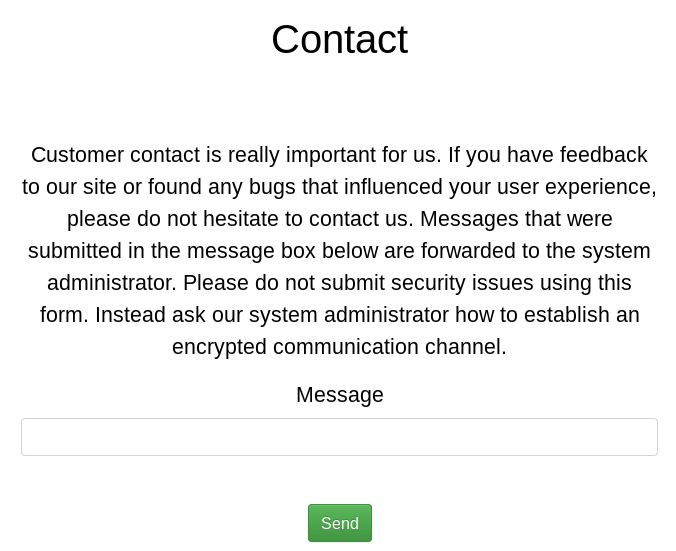 Contact
Customer contact is really important for us. If you have feedback
to our site or found any bugs that influenced your user experience,
please do not hesitate to contact us. Messages that were
submitted in the message box below are forwarded to the system
administrator. Please do not submit security issues using this
form. Instead ask our system administrator how to establish an
encrypted communication channel.
Message
Send